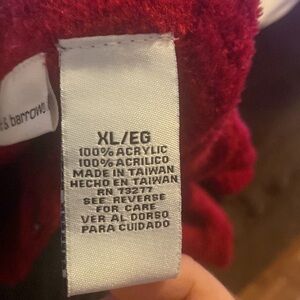 & barrows
XL/EG
100% ACRYLIC
100% ACRILICO
MADE IN TAIWAN
HECHO EN TAIWAN
RN 73277
SEE REVERSE
FOR CARE
VER AL DORSO
PARA CUIDADO